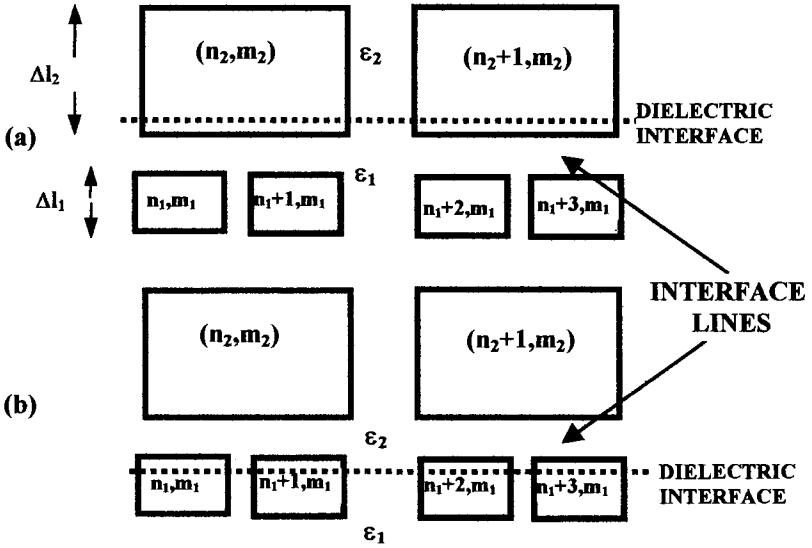 (n₂,m₂) ε₂ (n₂+1,m₂)
Δl₂
DIELECTRIC
INTERFACE
(a)
ε₁
Δl₁
n₁,m₁ n₁+1,m₁ n₁+2,m₁ n₁+3,m₁
INTERFACE
LINES
(n₂,m₂) (n₂+1,m₂)
(b)
ε₂
DIELECTRIC
INTERFACE
n₁,m₁ n₁+1,m₁ n₁+2,m₁ n₁+3,m₁
ε₁